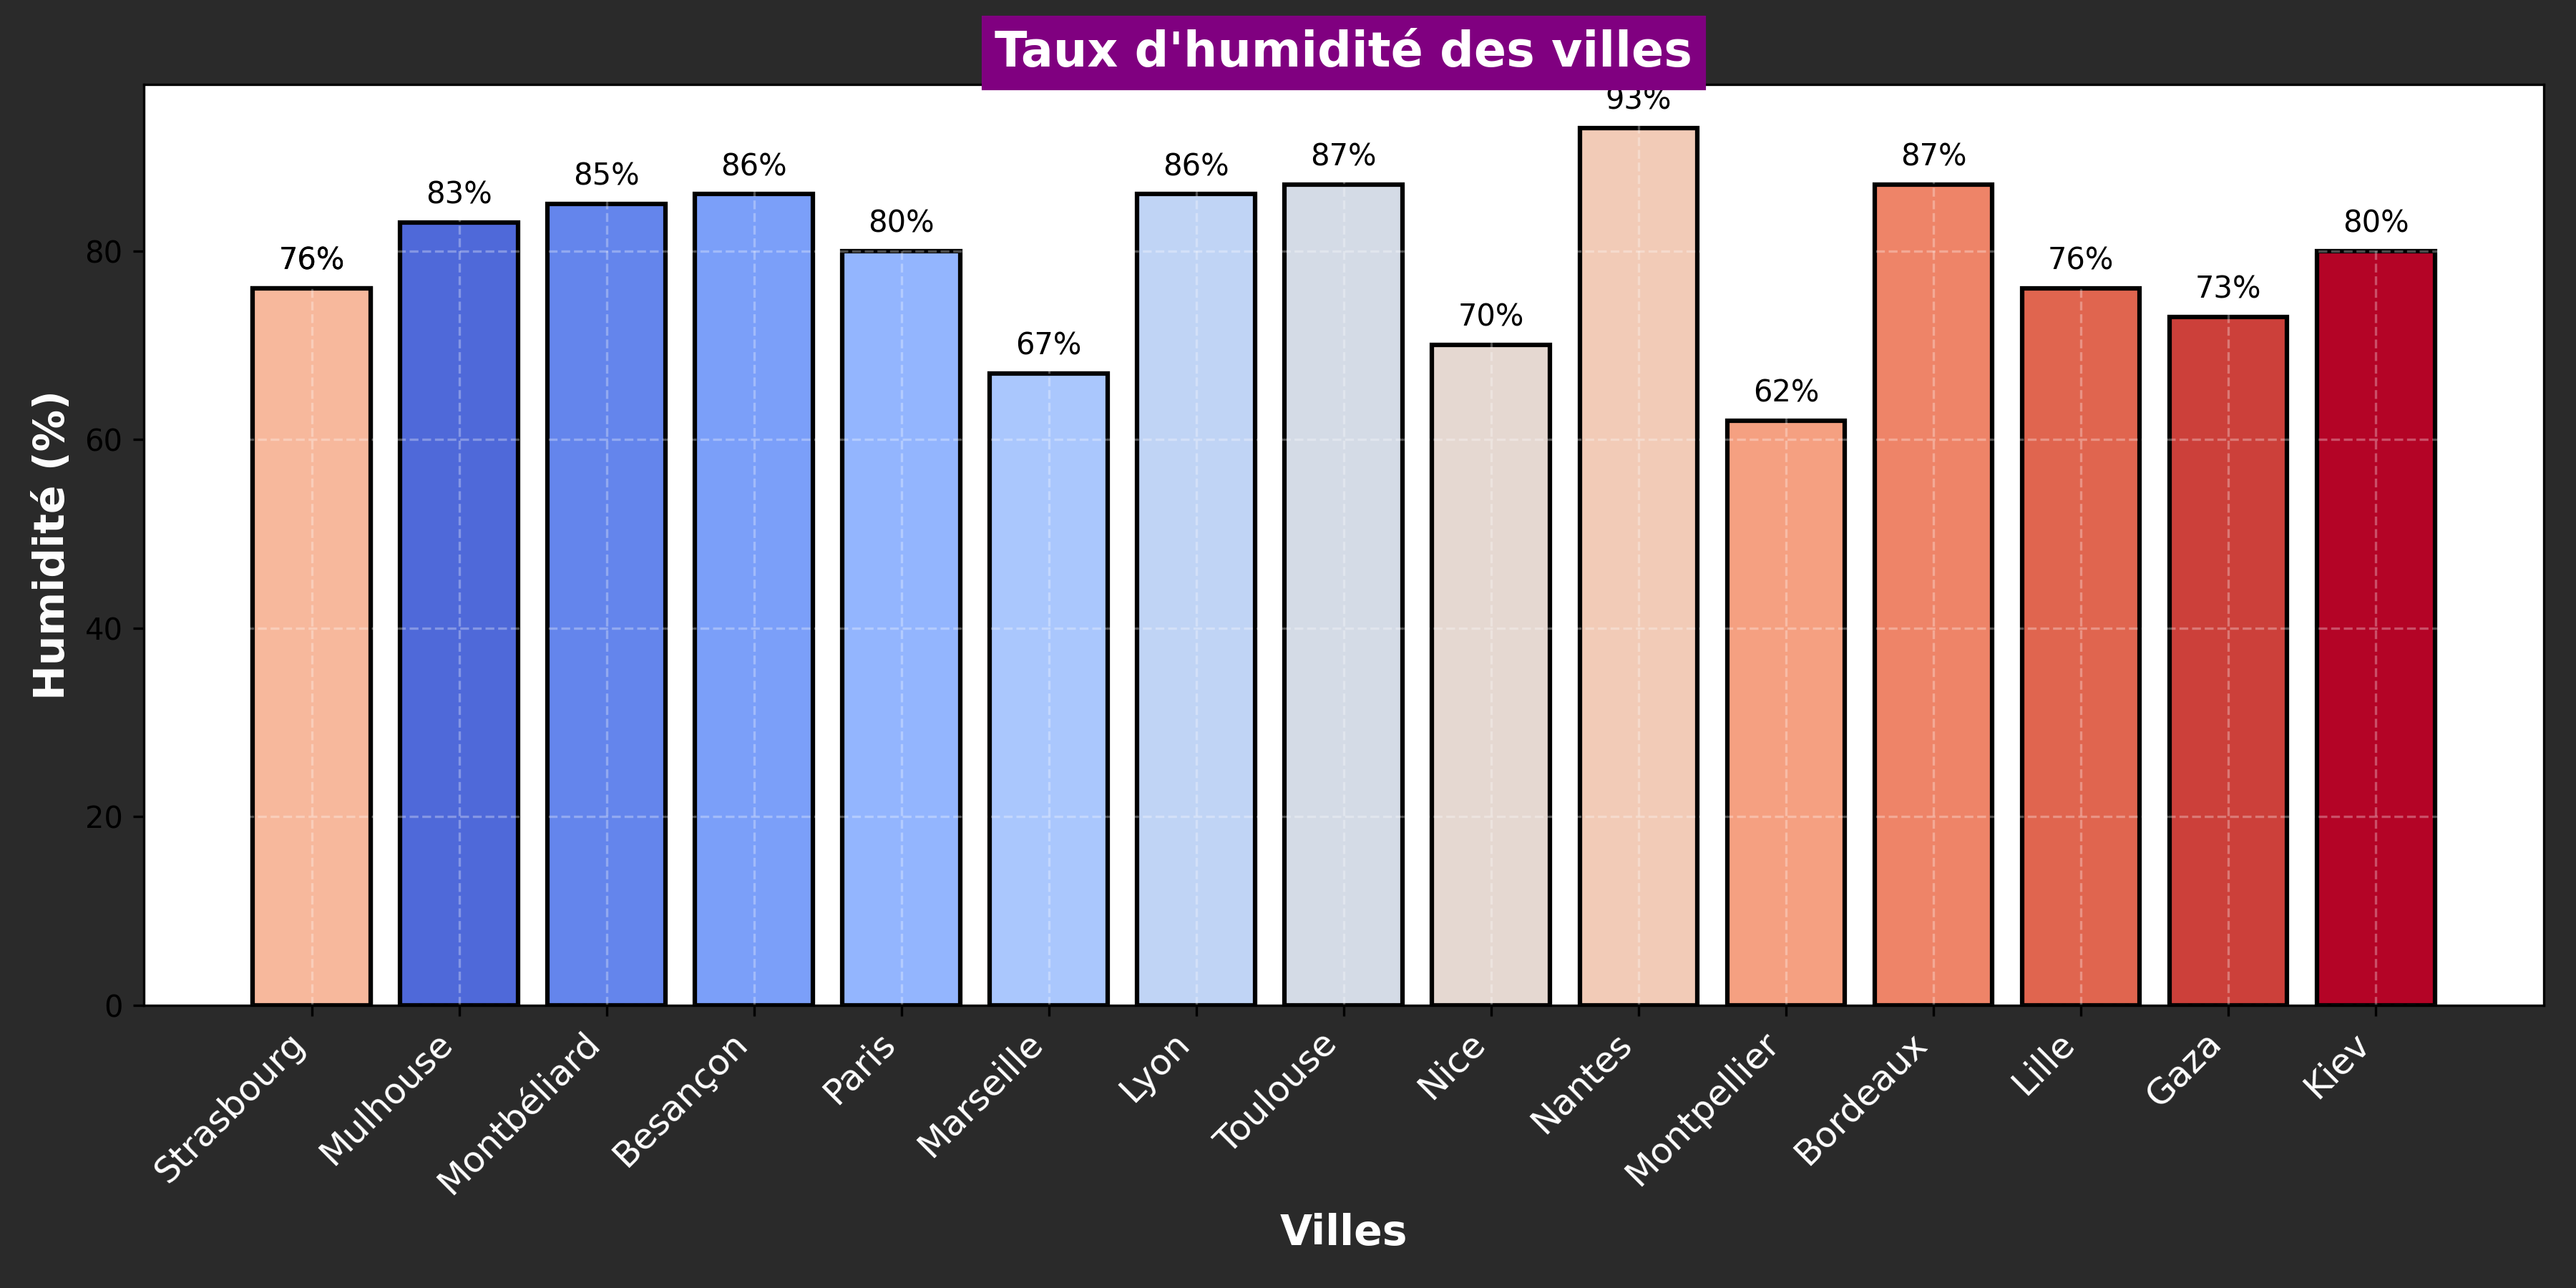 Taux d'humidité des villes
93%
87%
87%
86%
86%
85%
83%
80%
80%
76%
76%
73%
70%
67%
62%
Humidité (%)
80
60
40
20
0
Strasbourg
Mulhouse
Montbéliard
Besançon
Paris
Marseille
Lyon
Toulouse
Nice
Nantes
Montpellier
Bordeaux
Lille
Gaza
Kiev
Villes